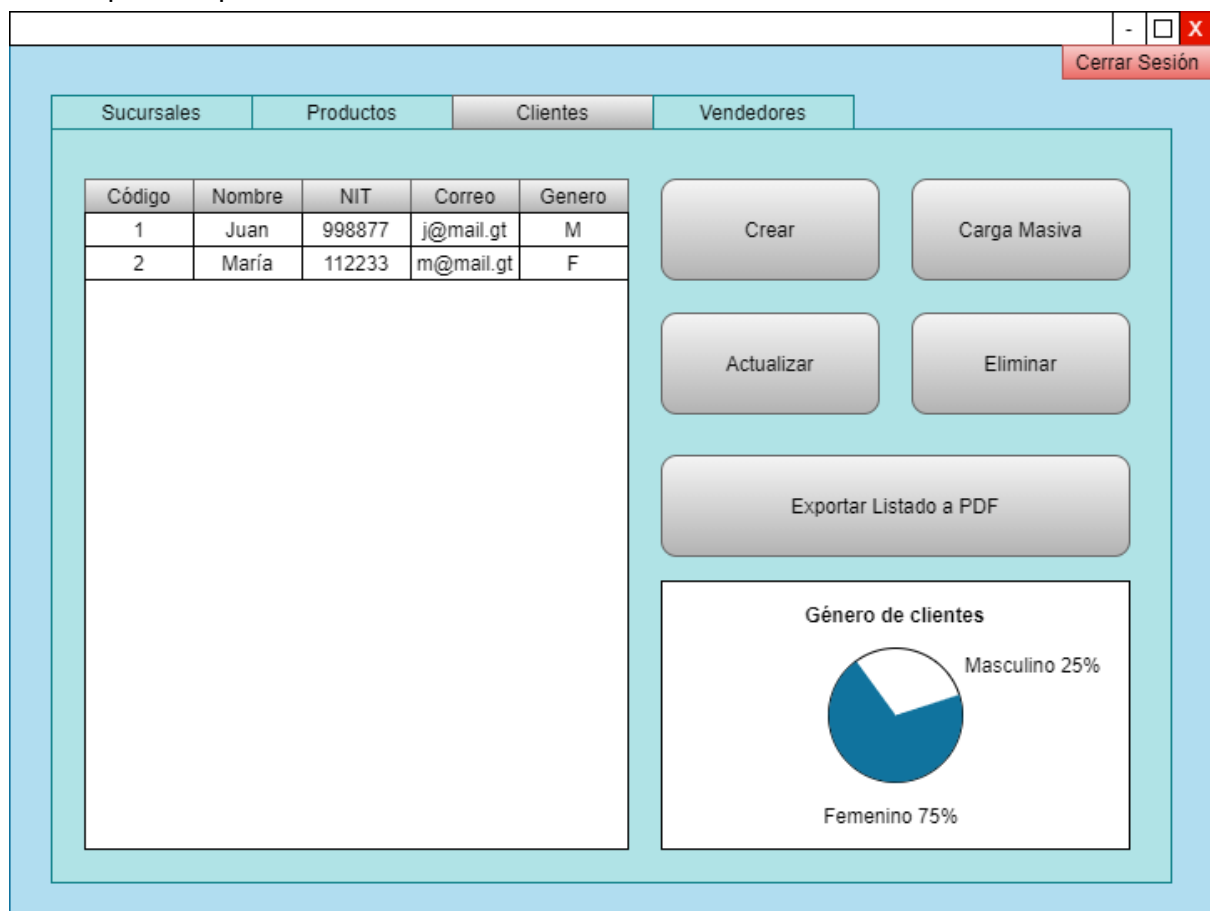 - X
Cerrar Sesión
Sucursales Productos Clientes Vendedores
Código Nombre NIT Correo Genero
1 Juan 998877 j@mail.gt M
2 María 112233 m@mail.gt F
Crear Carga Masiva
Actualizar Eliminar
Exportar Listado a PDF
Género de clientes
Masculino 25%
Femenino 75%